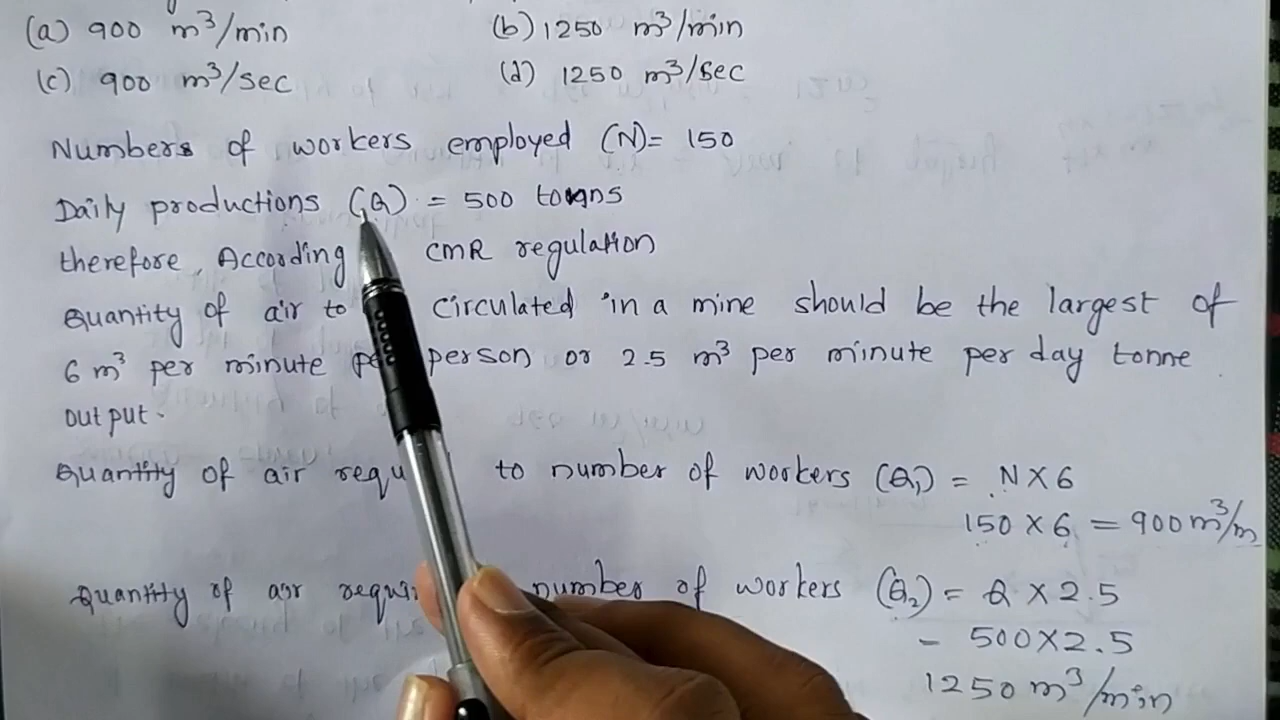 (a) 900 m³/min (b) 1250 m³/min
(c) 900 m³/sec (d) 1250 m³/sec
Numbers of workers employed (N)= 150
Daily productions (Q) = 500 tonns
therefore, According CMR regulation
Quantity of air to circulated in a mine should be the largest of
6 m³ per minute person or 2.5 m³ per minute per day tonne
output.
Quantity of air to number of workers (Q₁) = N X 6
150 X 6 = 900 m³/m
Quantity of air number of workers (Q₂) = Q X 2.5
- 500 X 2.5
1250 m³/min